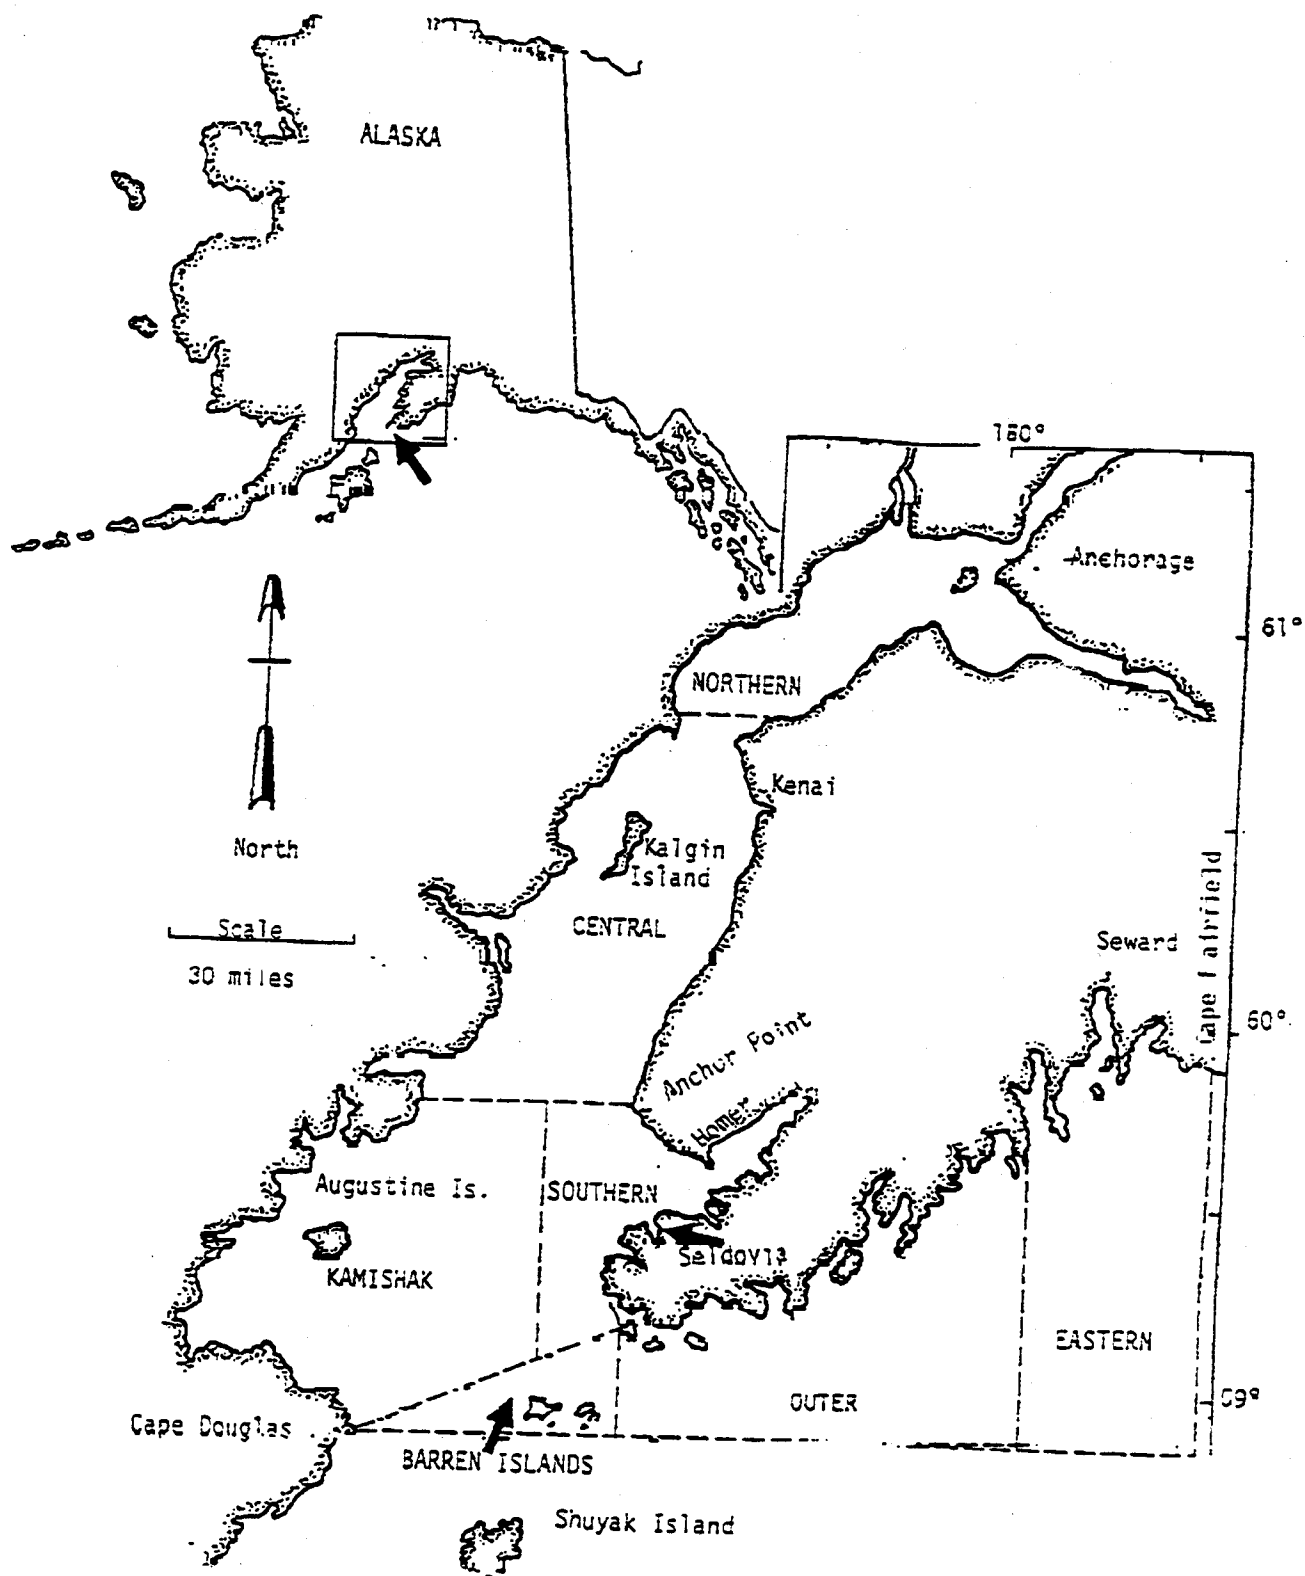 ALASKA
160°
Anchorage
61°
NORTHERN
Kenai
North
Kalgin
Island
Scale
30 miles
CENTRAL
Seward
Cape Fairfield
60°
Anchor Point
Homer
Augustine Is.
SOUTHERN
Seldovia
KAMISHAK
EASTERN
OUTER
59°
Cape Douglas
BARREN ISLANDS
Shuyak Island